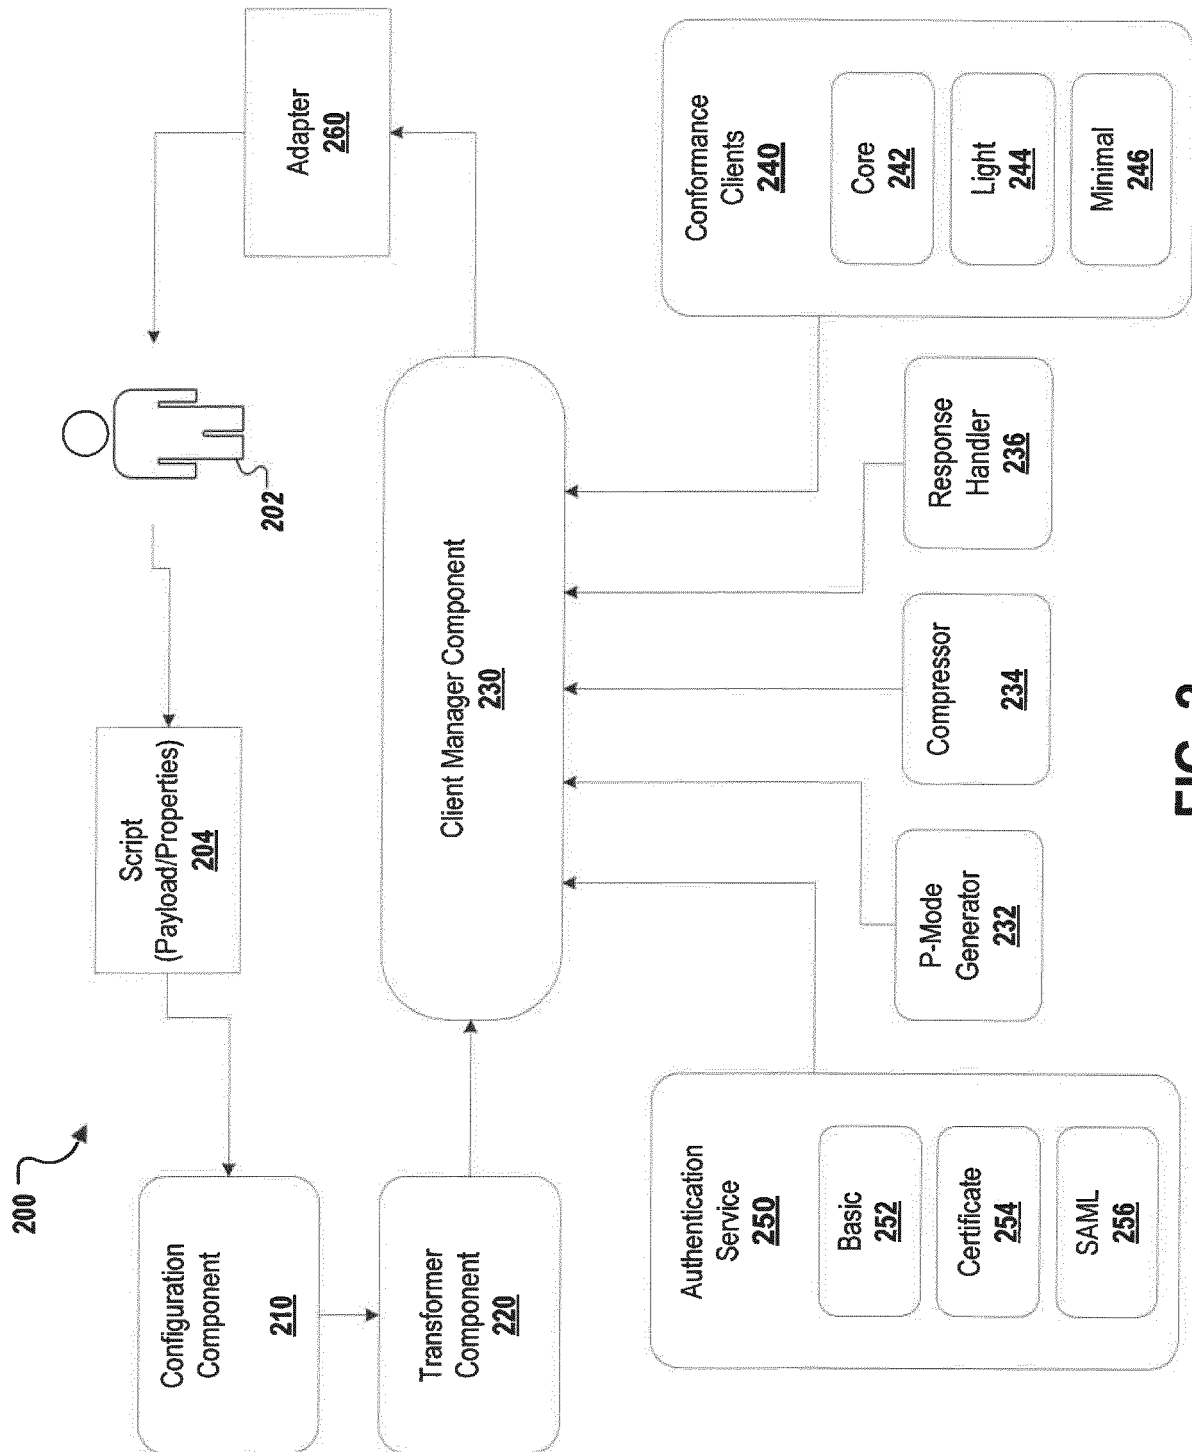 200
Configuration
Component
210
Script
(Payload/Properties)
204
202
Adapter
260
Transformer
Component
220
Client Manager Component
230
Authentication
Service
250
Basic
252
Certificate
254
SAML
256
P-Mode
Generator
232
Compressor
234
Response
Handler
236
Conformance
Clients
240
Core
242
Light
244
Minimal
246